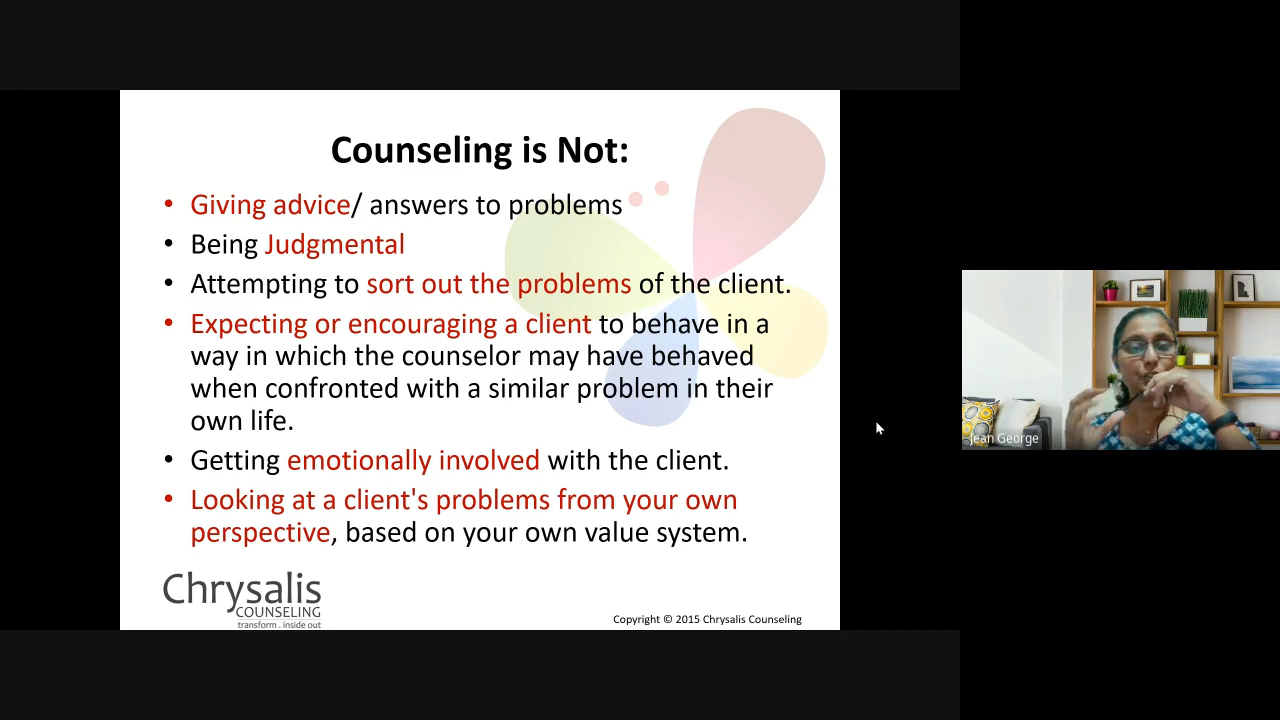 Counseling is Not:
• Giving advice/ answers to problems
• Being Judgmental
• Attempting to sort out the problems of the client.
• Expecting or encouraging a client to behave in a
way in which the counselor may have behaved
when confronted with a similar problem in their
own life.
• Getting emotionally involved with the client.
• Looking at a client's problems from your own
perspective, based on your own value system.
Chrysalis
COUNSELING
transform . inside out
Copyright © 2015 Chrysalis Counseling
Jean George